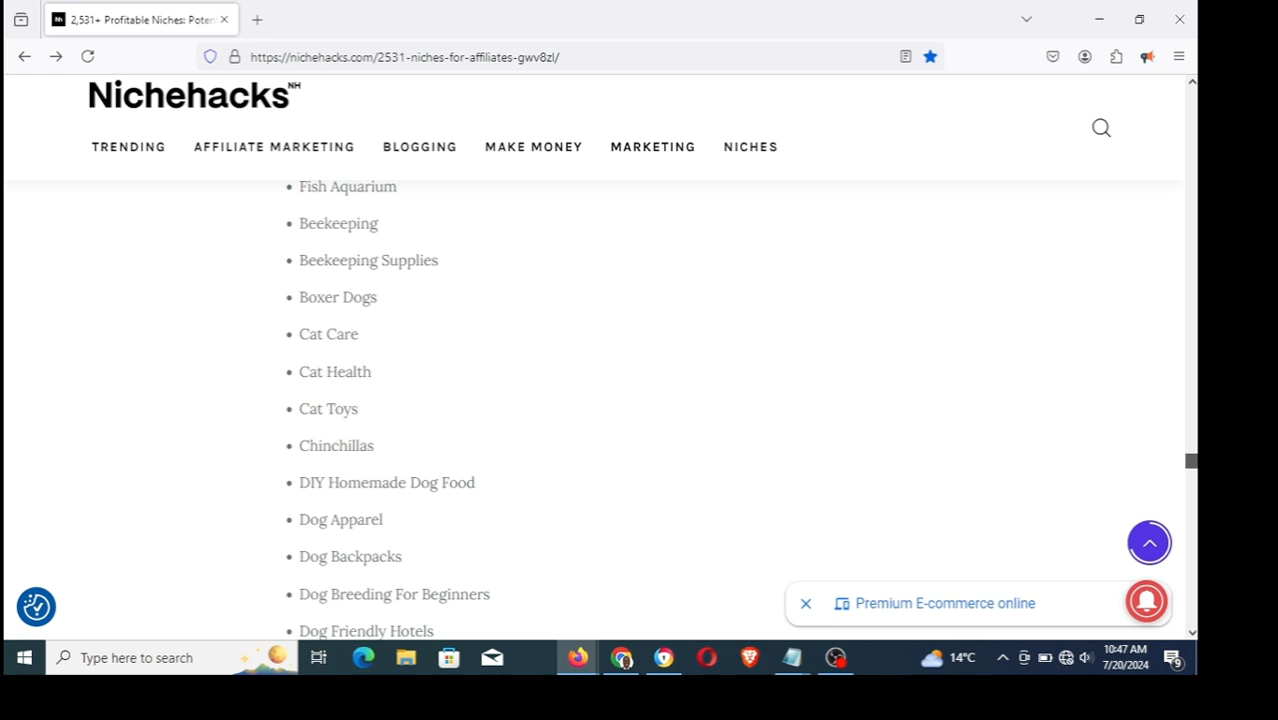 2,531+ Profitable Niches: Poten
https://nichehacks.com/2531-niches-for-affiliates-gwv8zl/
Nichehacks NH
TRENDING AFFILIATE MARKETING BLOGGING MAKE MONEY MARKETING NICHES
• Fish Aquarium
• Beekeeping
• Beekeeping Supplies
• Boxer Dogs
• Cat Care
• Cat Health
• Cat Toys
• Chinchillas
• DIY Homemade Dog Food
• Dog Apparel
• Dog Backpacks
• Dog Breeding For Beginners
• Dog Friendly Hotels
Premium E-commerce online
Type here to search
14°C
10:47 AM
7/20/2024
9